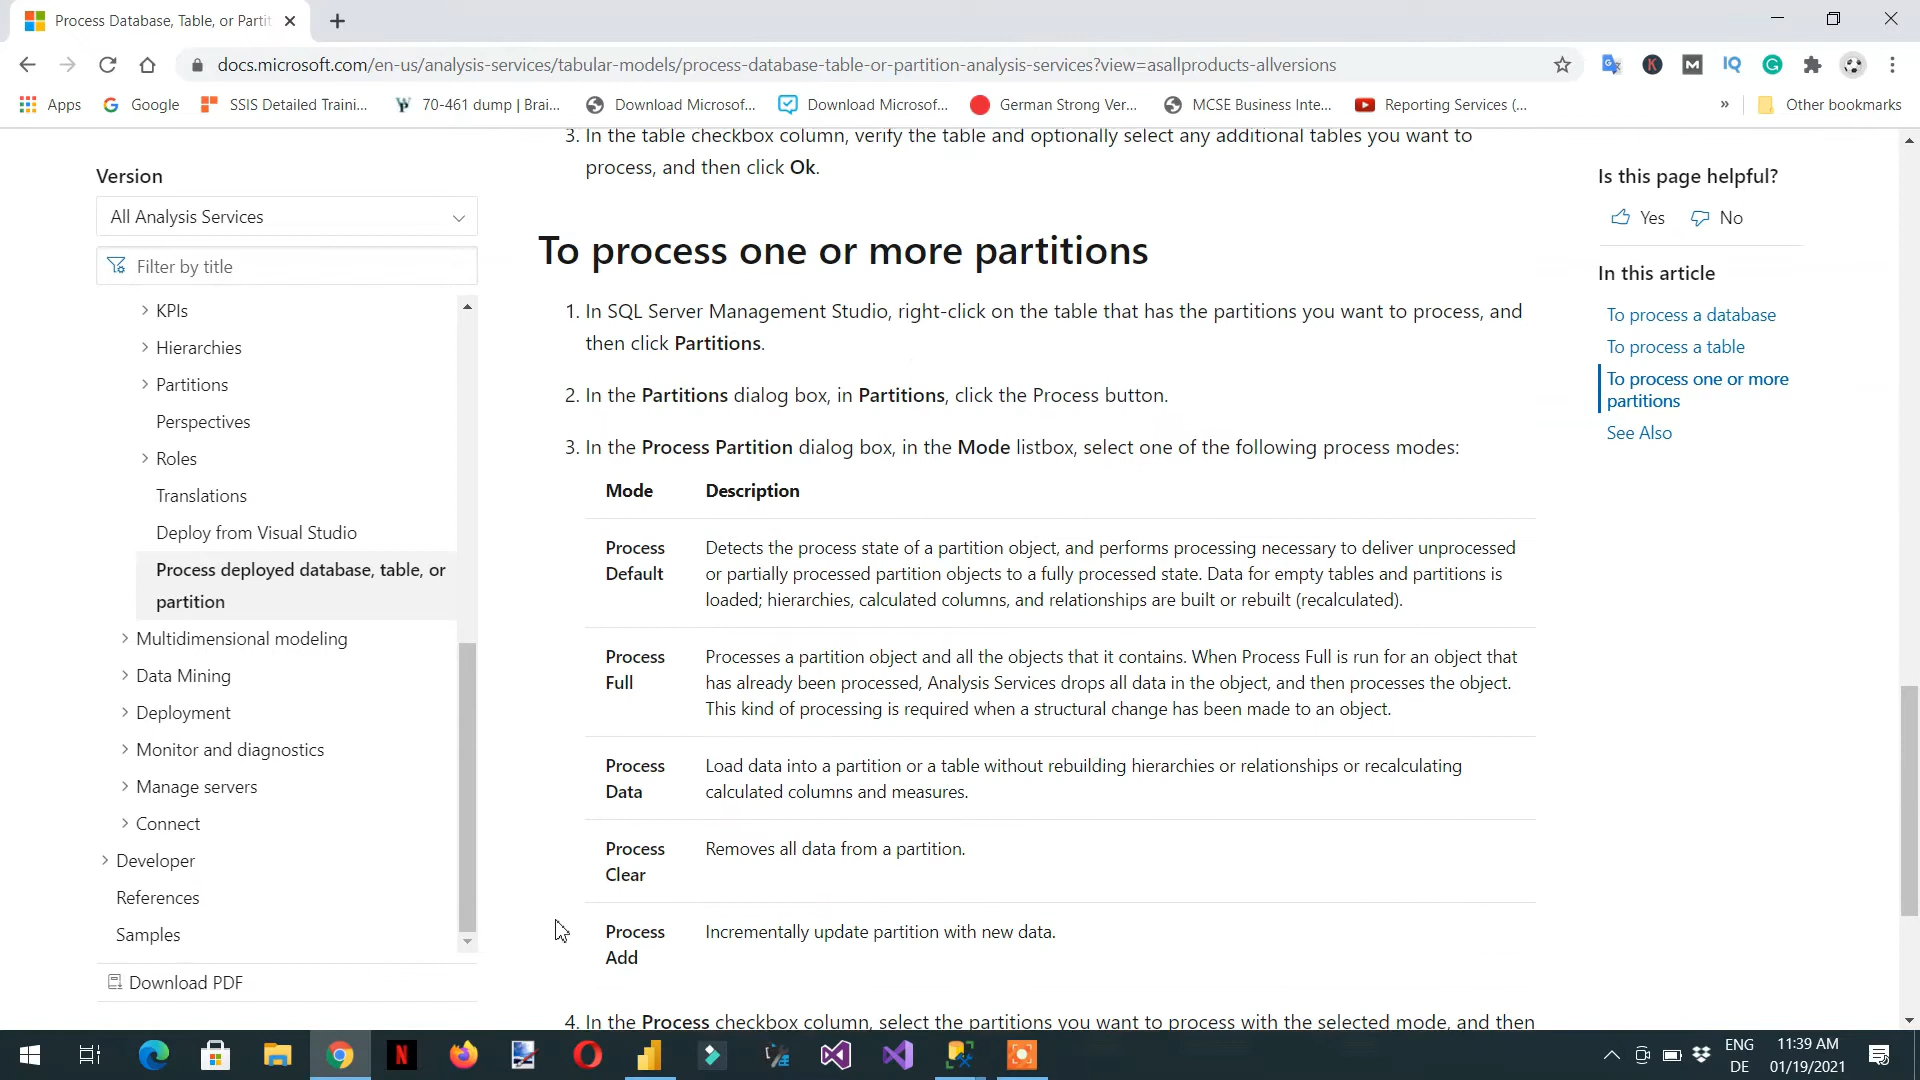 Process Database, Table, or Partit
docs.microsoft.com/en-us/analysis-services/tabular-models/process-database-table-or-partition-analysis-services?view=asallproducts-allversions
Apps
Google
SSIS Detailed Traini...
70-461 dump | Brai...
Download Microsof...
Download Microsof...
German Strong Ver...
MCSE Business Inte...
Reporting Services (...
»
Other bookmarks
Version
All Analysis Services
Filter by title
KPIs
Hierarchies
Partitions
Perspectives
Roles
Translations
Deploy from Visual Studio
Process deployed database, table, or
partition
Multidimensional modeling
Data Mining
Deployment
Monitor and diagnostics
Manage servers
Connect
Developer
References
Samples
Download PDF
3. In the table checkbox column, verify the table and optionally select any additional tables you want to
process, and then click Ok.
To process one or more partitions
1. In SQL Server Management Studio, right-click on the table that has the partitions you want to process, and
then click Partitions.
2. In the Partitions dialog box, in Partitions, click the Process button.
3. In the Process Partition dialog box, in the Mode listbox, select one of the following process modes:
Mode Description
Process Default
Detects the process state of a partition object, and performs processing necessary to deliver unprocessed
or partially processed partition objects to a fully processed state. Data for empty tables and partitions is
loaded; hierarchies, calculated columns, and relationships are built or rebuilt (recalculated).
Process Full
Processes a partition object and all the objects that it contains. When Process Full is run for an object that
has already been processed, Analysis Services drops all data in the object, and then processes the object.
This kind of processing is required when a structural change has been made to an object.
Process Data
Load data into a partition or a table without rebuilding hierarchies or relationships or recalculating
calculated columns and measures.
Process Clear
Removes all data from a partition.
Process Add
Incrementally update partition with new data.
4. In the Process checkbox column, select the partitions you want to process with the selected mode, and then
Is this page helpful?
Yes No
In this article
To process a database
To process a table
To process one or more
partitions
See Also
ENG
DE
11:39 AM
01/19/2021